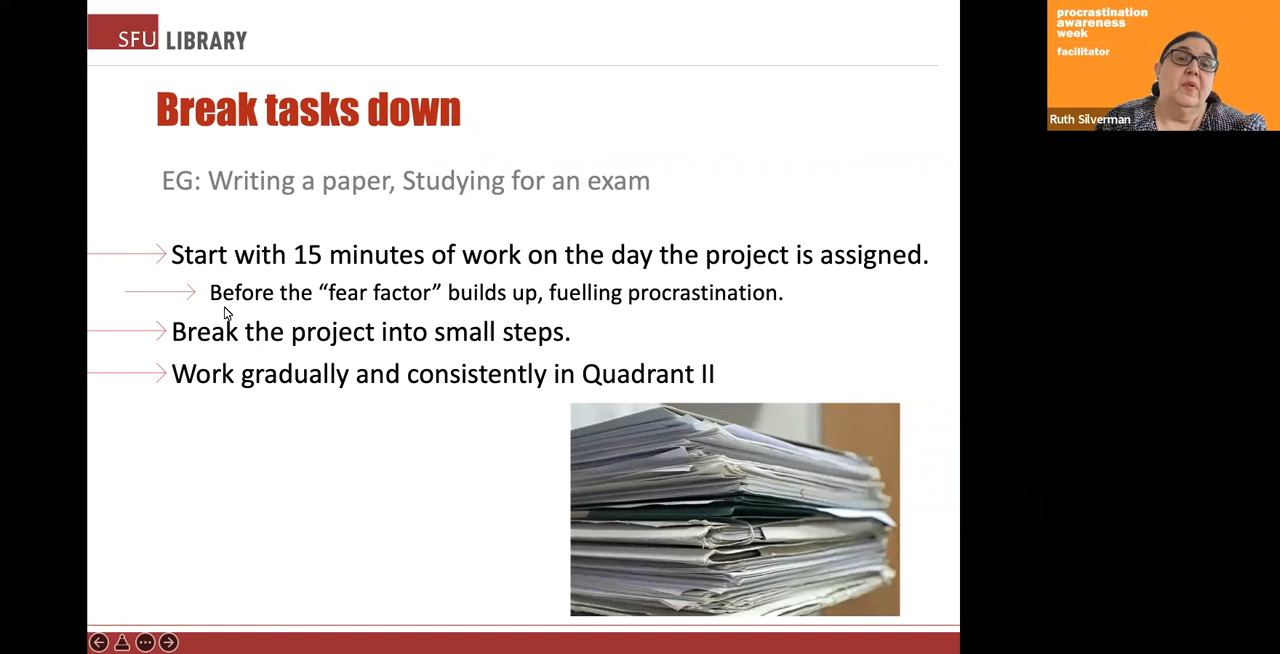 SFU LIBRARY
Break tasks down
EG: Writing a paper, Studying for an exam
Start with 15 minutes of work on the day the project is assigned.
Before the “fear factor” builds up, fuelling procrastination.
Break the project into small steps.
Work gradually and consistently in Quadrant II
procrastination
awareness
week
facilitator
Ruth Silverman